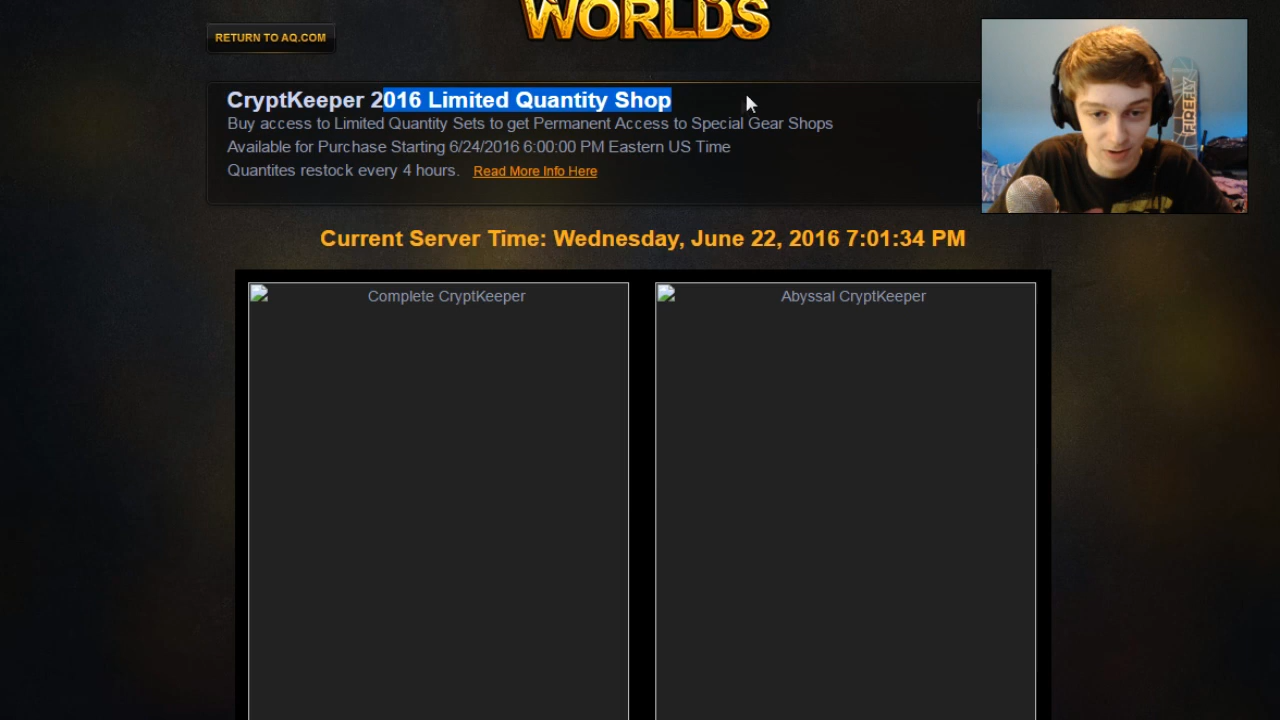 WORLDS
RETURN TO AQ.COM
CryptKeeper 2016 Limited Quantity Shop
Buy access to Limited Quantity Sets to get Permanent Access to Special Gear Shops
Available for Purchase Starting 6/24/2016 6:00:00 PM Eastern US Time
Quantites restock every 4 hours. Read More Info Here
FIREFLY
Current Server Time: Wednesday, June 22, 2016 7:01:34 PM
Complete CryptKeeper
Abyssal CryptKeeper